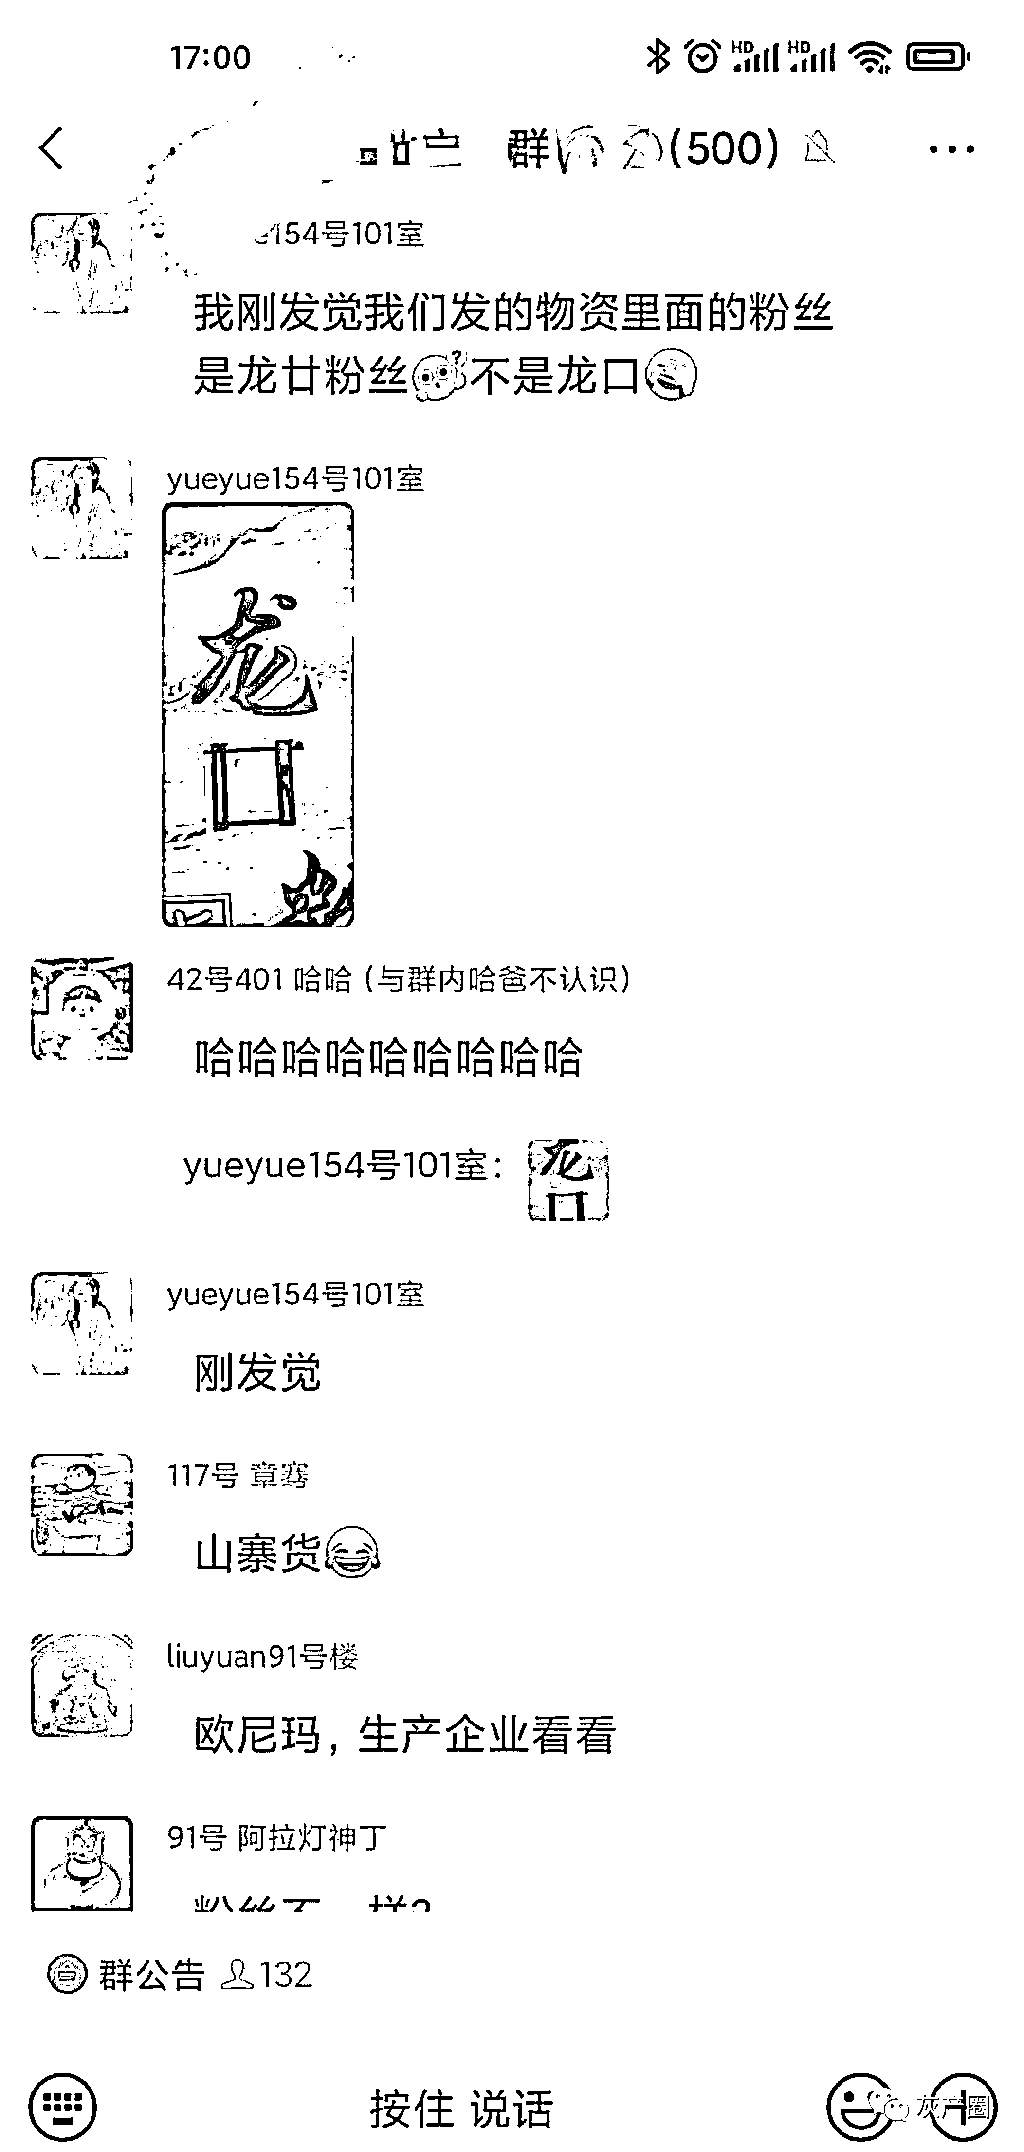 17:00
群
(500)
154号101室
我刚发觉我们发的物资里面的粉丝
是龙廿粉丝不是龙口
yueyue154号101室
龙
口
42号401 哈哈（与群内哈爸不认识）
哈哈哈哈哈哈哈哈哈
yueyue154号101室：
龙
口
yueyue154号101室
刚发觉
117号 章骞
山寨货
liuyuan91号楼
欧尼玛，生产企业看看
91号 阿拉灯神丁
群公告 132
按住 说话
灰产圈